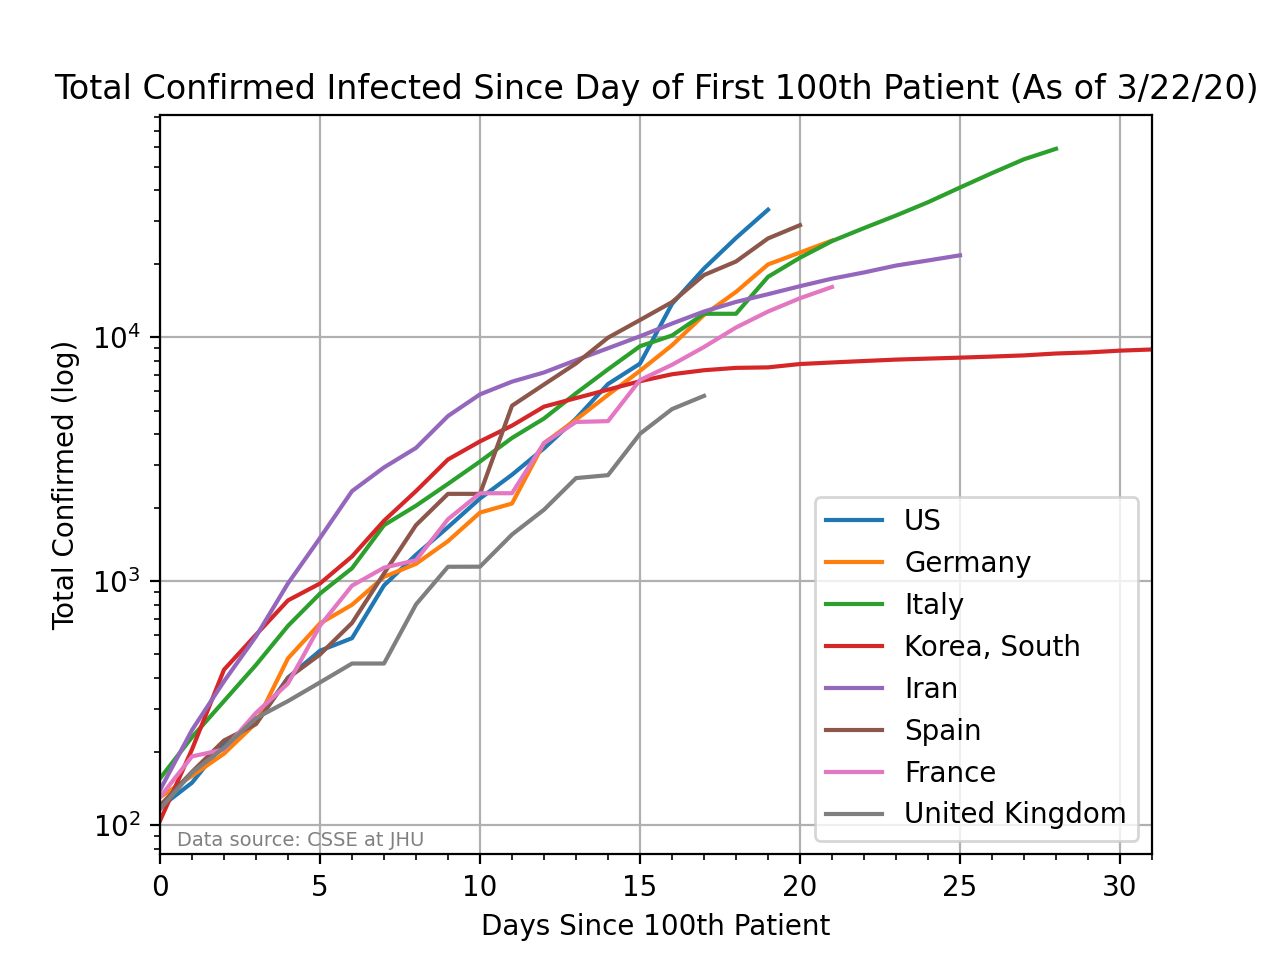 Total Confirmed Infected Since Day of First 100th Patient (As of 3/22/20)
Total Confirmed (log)
10⁴
10³
10²
US
Germany
Italy
Korea, South
Iran
Spain
France
United Kingdom
Data source: CSSE at JHU
0 5 10 15 20 25 30
Days Since 100th Patient